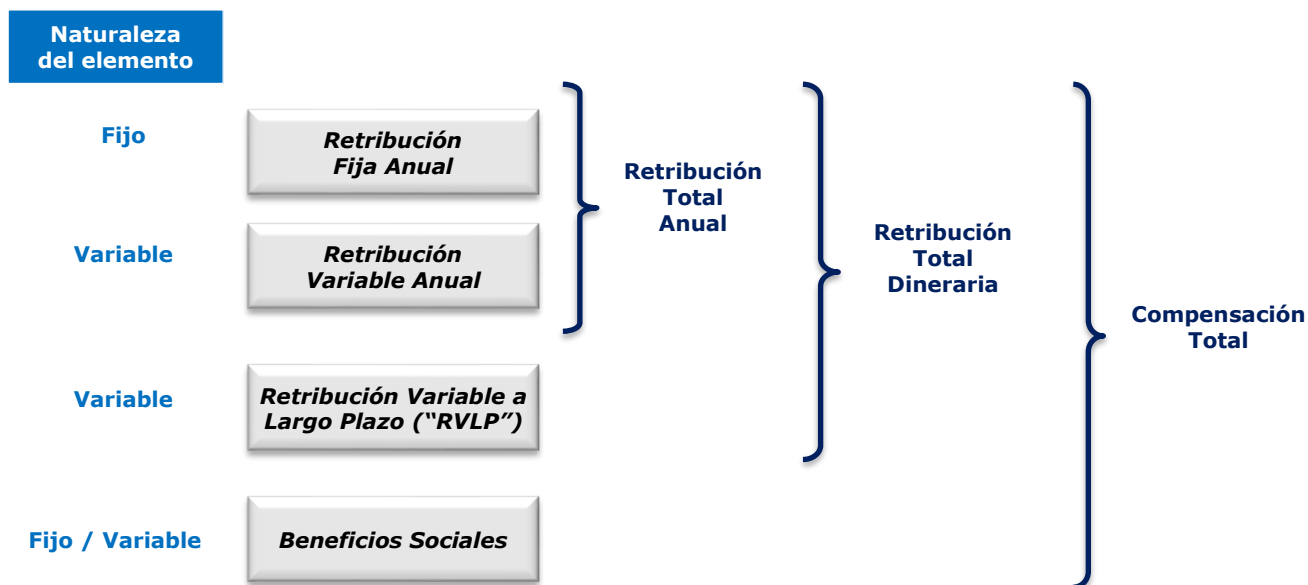 Naturaleza
del elemento
Fijo
Retribución
Fija Anual
Variable
Retribución
Variable Anual
Variable
Retribución Variable a
Largo Plazo (“RVLP”)
Fijo / Variable
Beneficios Sociales
Retribución
Total
Anual
Retribución
Total
Dineraria
Compensación
Total